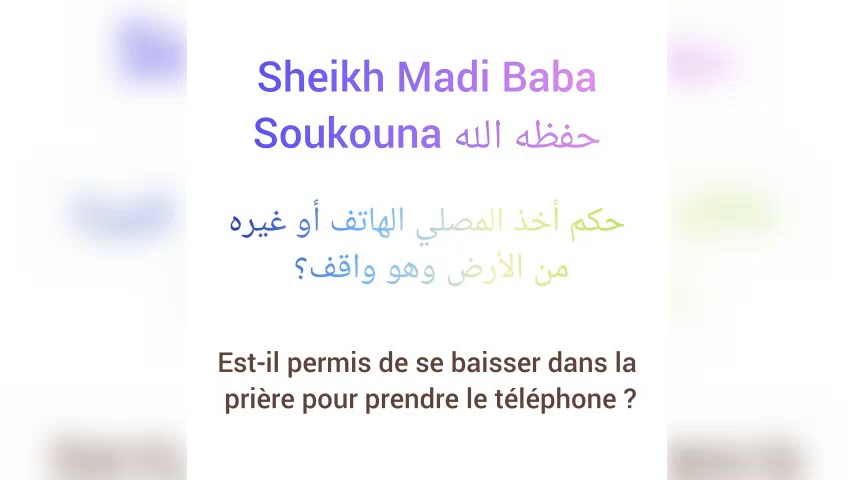 Sheikh Madi Baba
Soukouna حفظه الله
حكم أخذ المصلي الهاتف أو غيره
من الأرض وهو واقف؟
Est-il permis de se baisser dans la
prière pour prendre le téléphone ?